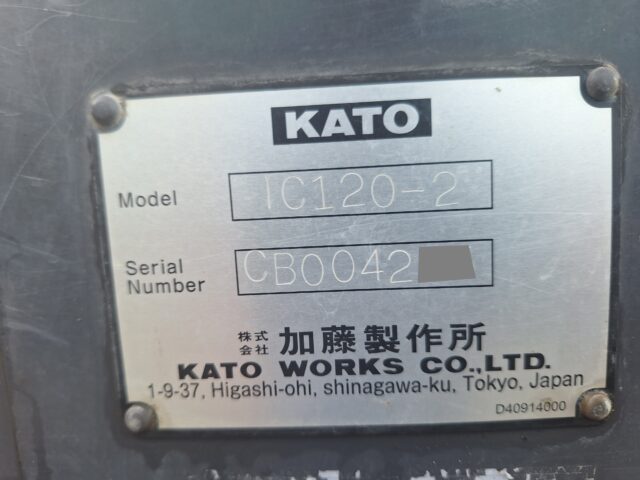 KATO
Model IC120-2
Serial Number CB0042
株式会社 加藤製作所
KATO WORKS CO.,LTD.
1-9-37, Higashi-ohi, shinagawa-ku, Tokyo, Japan
D40914000